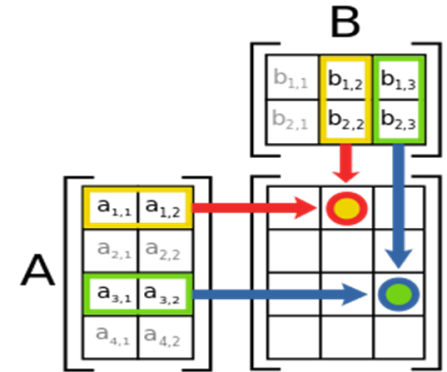 B
b1,1 b1,2 b1,3
b2,1 b2,2 b2,3
A
a1,1 a1,2
a2,1 a2,2
a3,1 a3,2
a4,1 a4,2